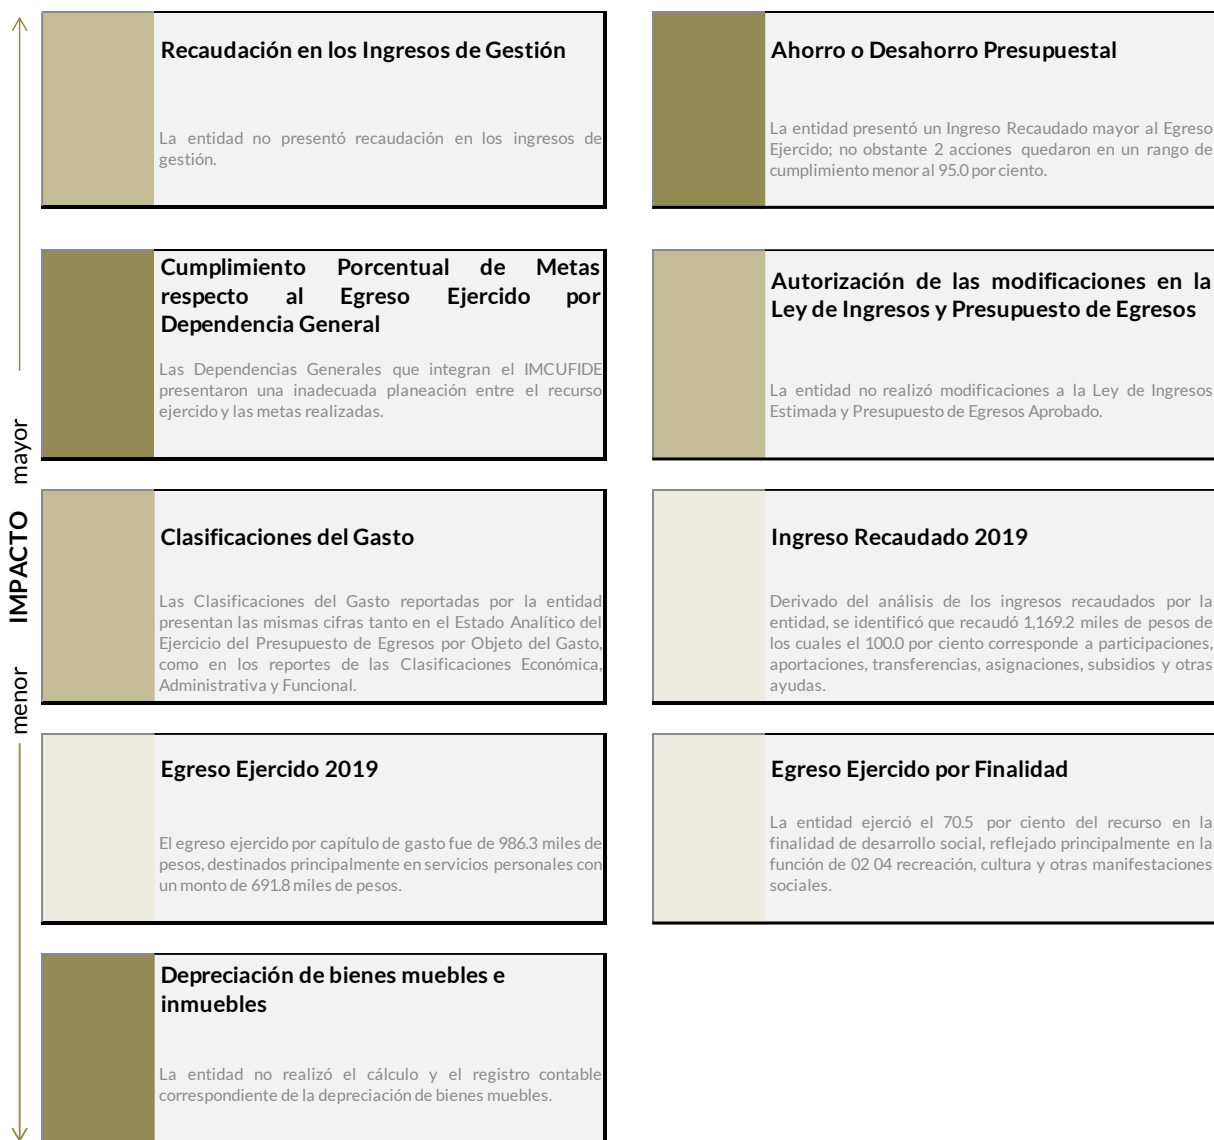 Recaudación en los Ingresos de Gestión
La entidad no presentó recaudación en los ingresos de
gestión.
Ahorro o Desahorro Presupuestal
La entidad presentó un Ingreso Recaudado mayor al Egreso
Ejercido; no obstante 2 acciones quedaron en un rango de
cumplimiento menor al 95.0 por ciento.
Cumplimiento Porcentual de Metas
respecto al Egreso Ejercido por
Dependencia General
Las Dependencias Generales que integran el IMCUFIDE
presentaron una inadecuada planeación entre el recurso
ejercido y las metas realizadas.
Autorización de las modificaciones en la
Ley de Ingresos y Presupuesto de Egresos
La entidad no realizó modificaciones a la Ley de Ingresos
Estimada y Presupuesto de Egresos Aprobado.
menor IMPACTO mayor
Clasificaciones del Gasto
Las Clasificaciones del Gasto reportadas por la entidad
presentan las mismas cifras tanto en el Estado Analítico del
Ejercicio del Presupuesto de Egresos por Objeto del Gasto,
como en los reportes de las Clasificaciones Económica,
Administrativa y Funcional.
Ingreso Recaudado 2019
Derivado del análisis de los ingresos recaudados por la
entidad, se identificó que recaudó 1,169.2 miles de pesos de
los cuales el 100.0 por ciento corresponde a participaciones,
aportaciones, transferencias, asignaciones, subsidios y otras
ayudas.
Egreso Ejercido 2019
El egreso ejercido por capítulo de gasto fue de 986.3 miles de
pesos, destinados principalmente en servicios personales con
un monto de 691.8 miles de pesos.
Egreso Ejercido por Finalidad
La entidad ejerció el 70.5 por ciento del recurso en la
finalidad de desarrollo social, reflejado principalmente en la
función de 02 04 recreación, cultura y otras manifestaciones
sociales.
Depreciación de bienes muebles e
inmuebles
La entidad no realizó el cálculo y el registro contable
correspondiente de la depreciación de bienes muebles.